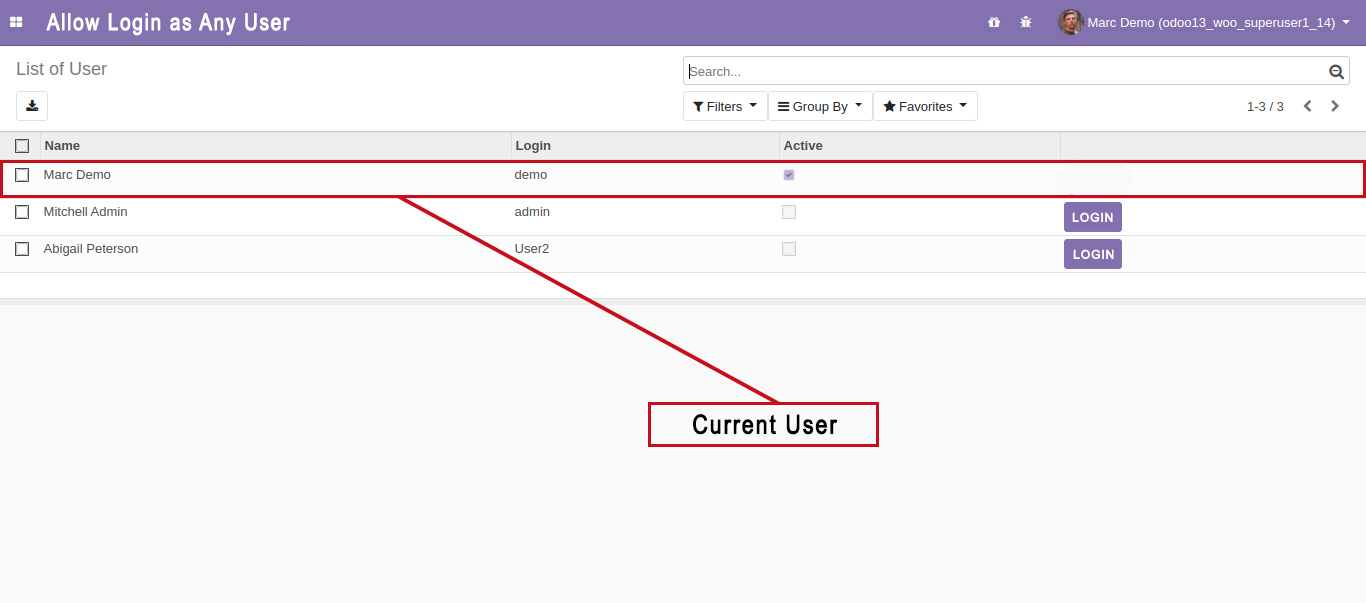 Allow Login as Any User
Marc Demo (odoo13_woo_superuser1_14)
List of User
Search...
Filters
Group By
Favorites
1-3 / 3
Name Login Active
Marc Demo demo
Mitchell Admin admin LOGIN
Abigail Peterson User2 LOGIN
Current User